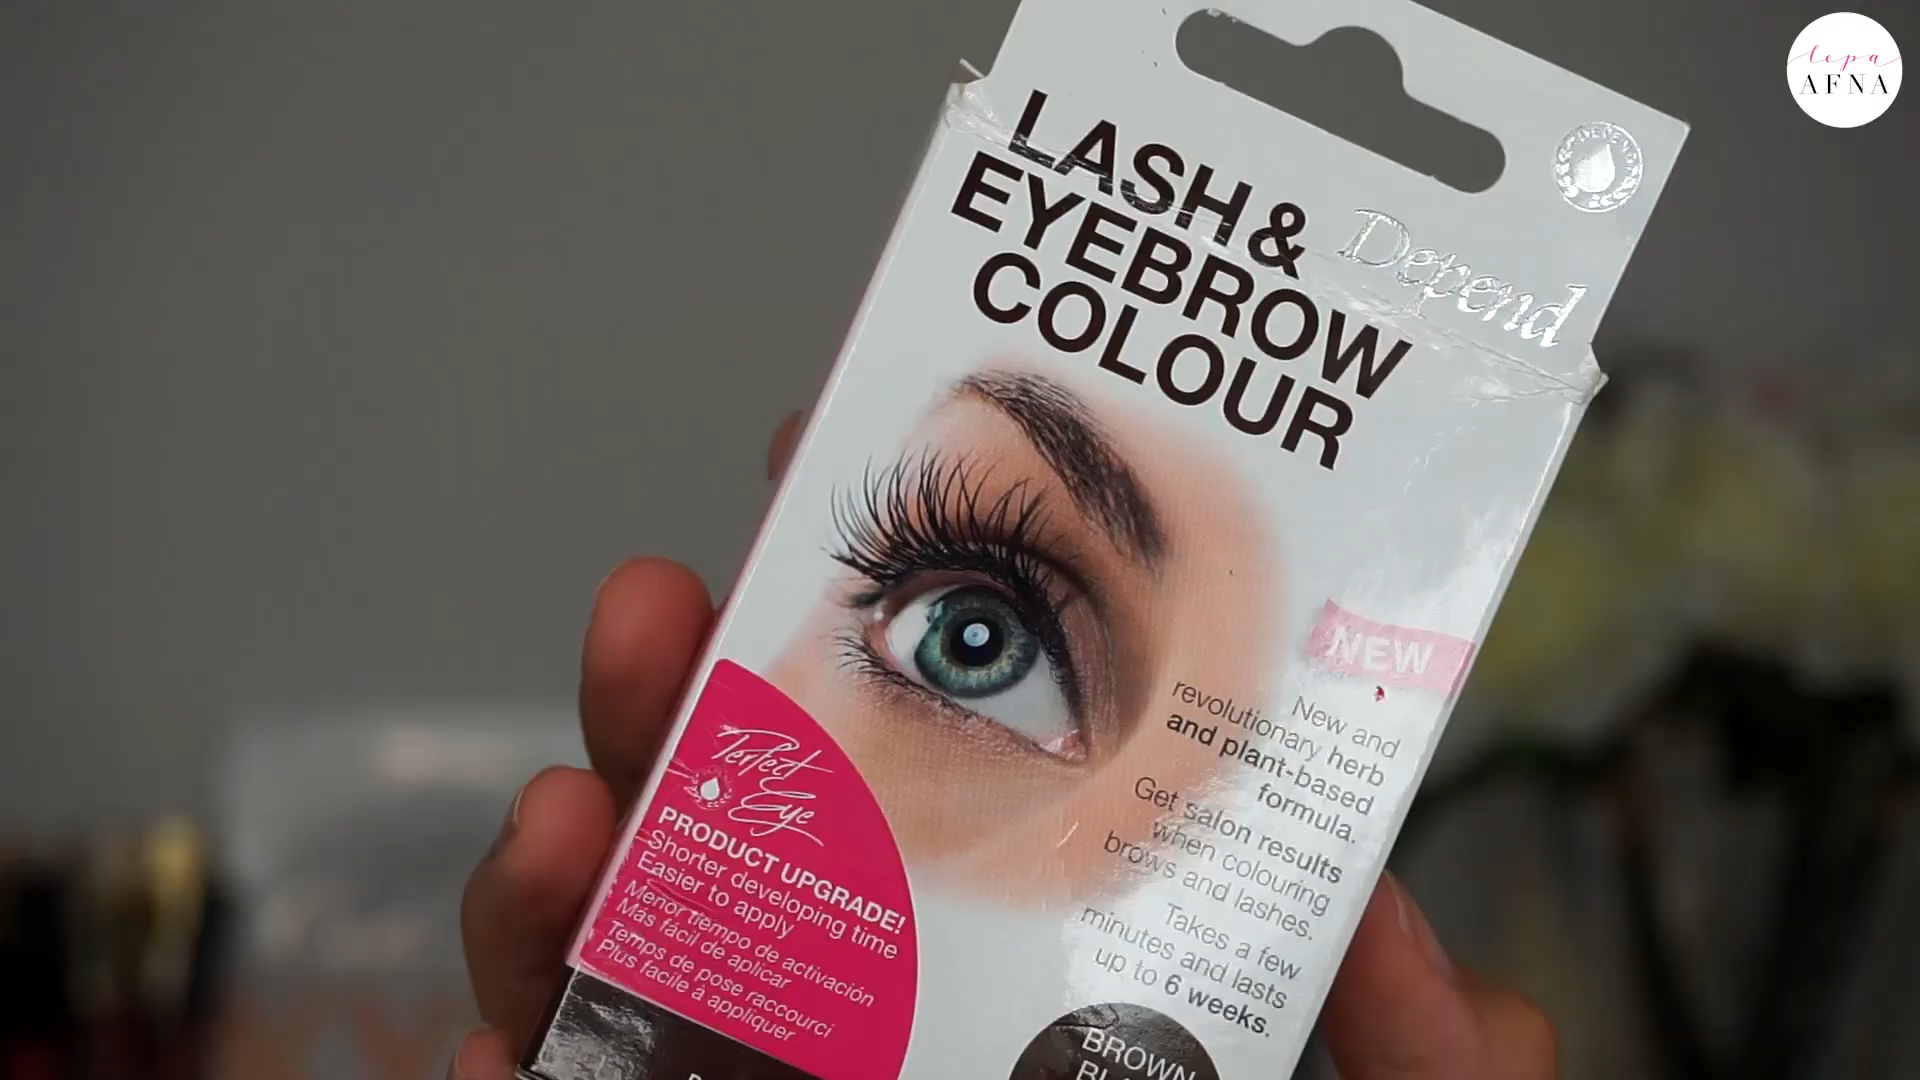 lepa
AFNA
DEPEND
LASH &
EYEBROW
COLOUR
Depend
NEW
New and
revolutionary herb
and plant-based
formula.
Get salon results
when colouring
brows and lashes.
Takes a few
minutes and lasts
up to 6 weeks.
Perfect
Eye
PRODUCT UPGRADE!
Shorter developing time
Easier to apply
Menor tiempo de activación
Mas fácil de aplicar
Temps de pose raccourci
Plus facile à appliquer
BROWN